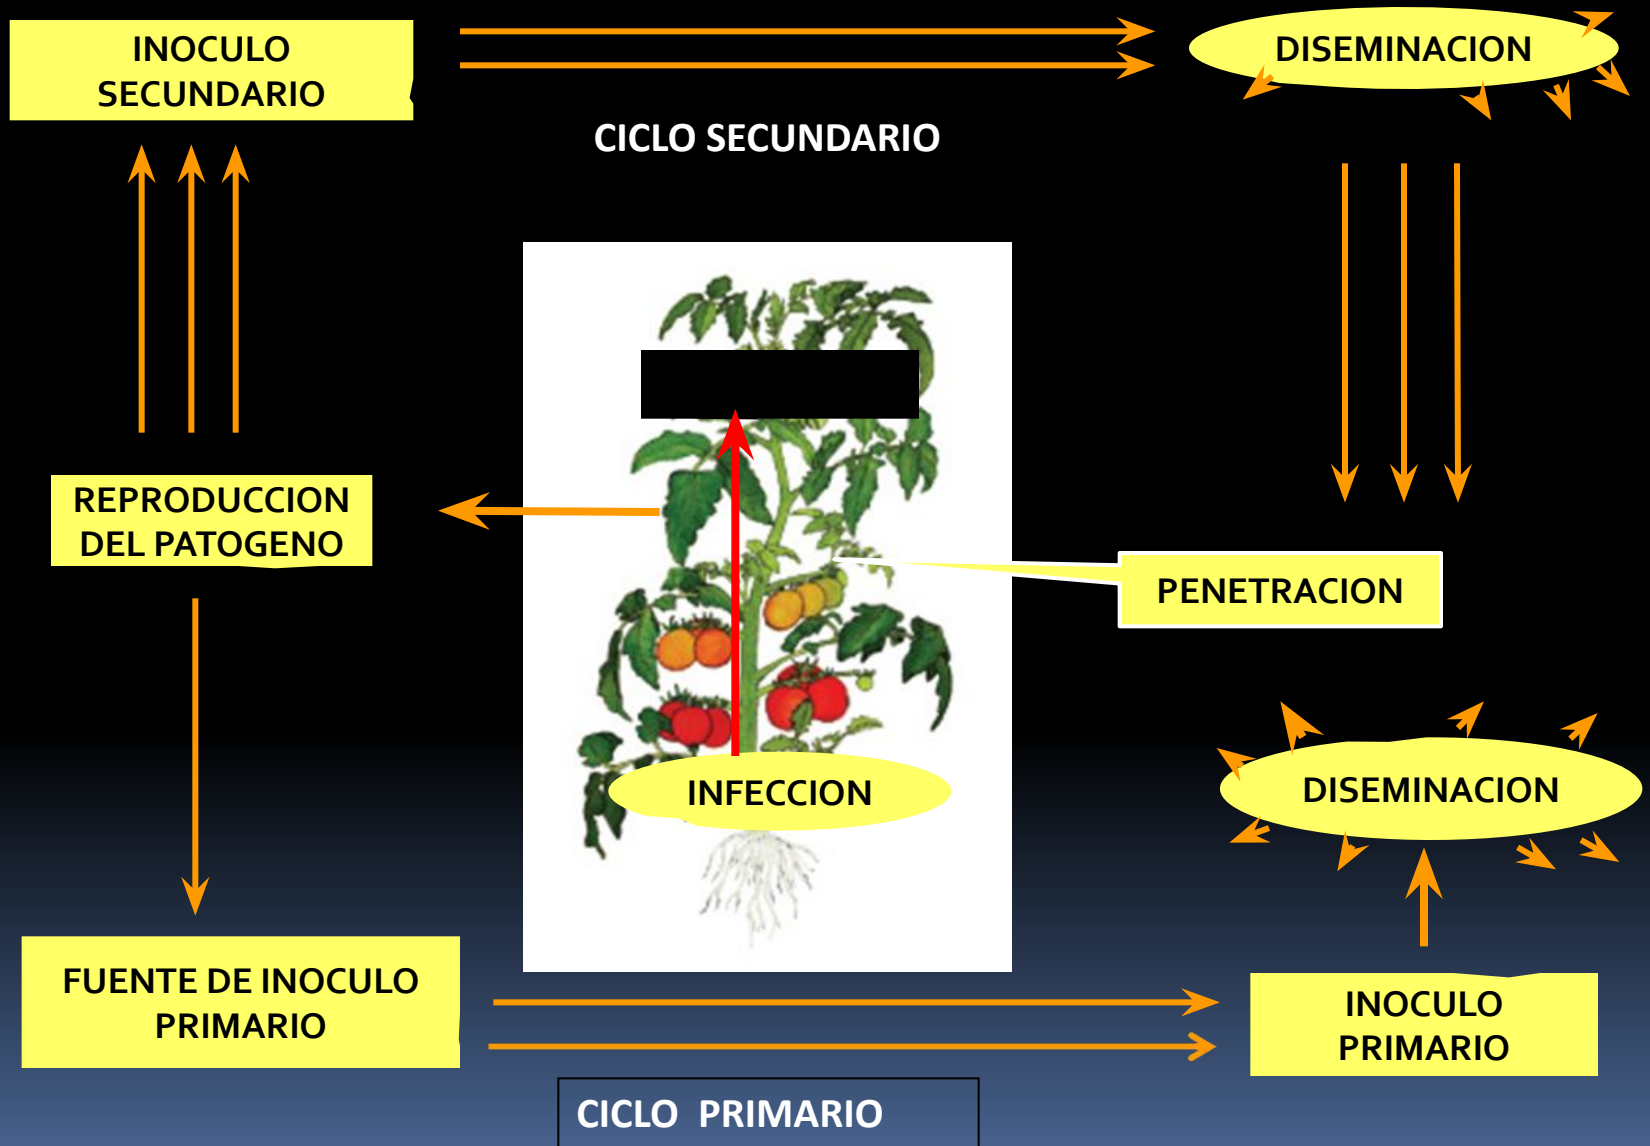 INOCULO
SECUNDARIO
DISEMINACION
CICLO SECUNDARIO
REPRODUCCION
DEL PATOGENO
PENETRACION
INFECCION
DISEMINACION
FUENTE DE INOCULO
PRIMARIO
INOCULO
PRIMARIO
CICLO PRIMARIO